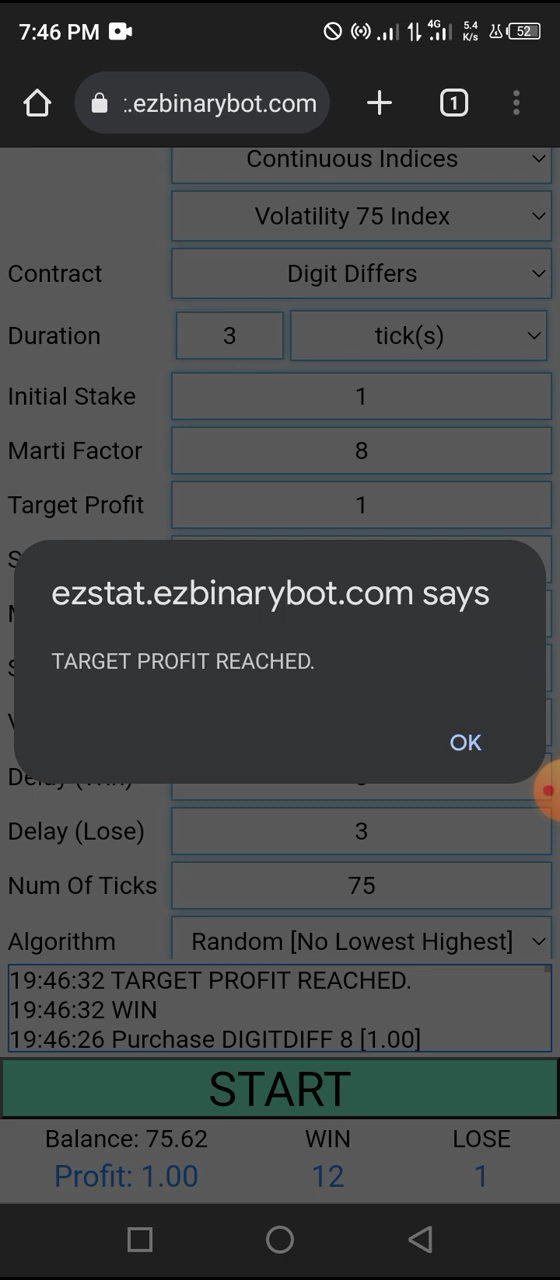 7:46 PM 4G 5.4 K/s 52
:.ezbinarybot.com 1
Continuous Indices
Volatility 75 Index
Contract Digit Differs
Duration 3 tick(s)
Initial Stake 1
Marti Factor 8
Target Profit 1
ezstat.ezbinarybot.com says
TARGET PROFIT REACHED.
OK
Delay (Lose) 3
Num Of Ticks 75
Algorithm Random [No Lowest Highest]
19:46:32 TARGET PROFIT REACHED.
19:46:32 WIN
19:46:26 Purchase DIGITDIFF 8 [1.00]
START
Balance: 75.62 WIN LOSE
Profit: 1.00 12 1